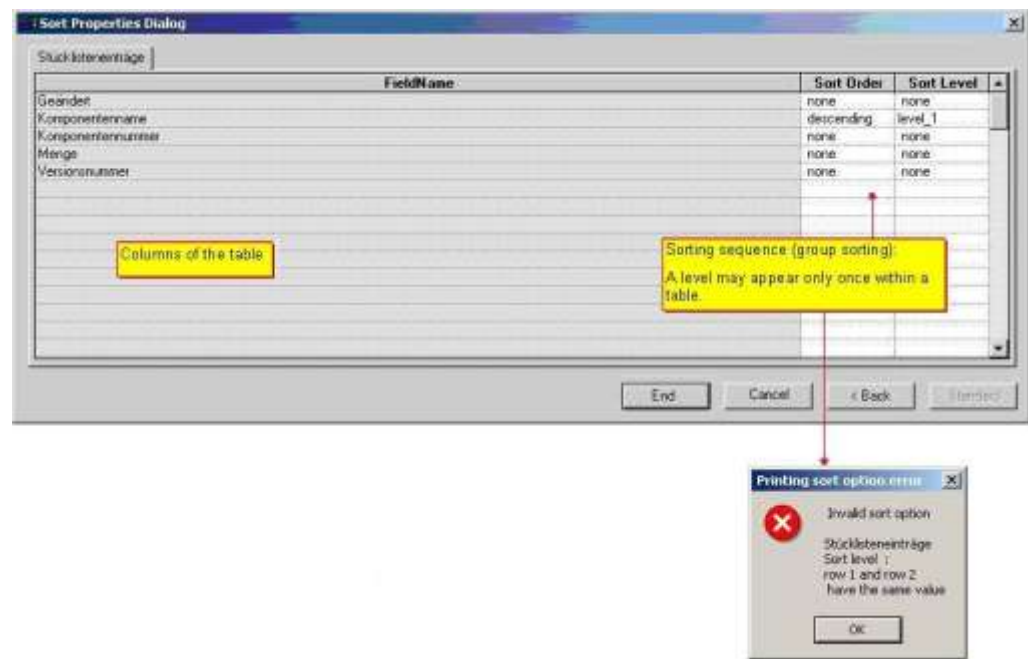 Sort Properties Dialog
Stücklisteneinträge
FieldName Sort Order Sort Level
Geändert none none
Komponentenname descending level_1
Komponentennummer none none
Menge none none
Versionsnummer none none
Columns of the table
Sorting sequence (group sorting):
A level may appear only once within a
table.
End Cancel < Back Standard
Printing sort option error
Invalid sort option
Stücklisteneinträge
Sort level :
row 1 and row 2
have the same value
OK